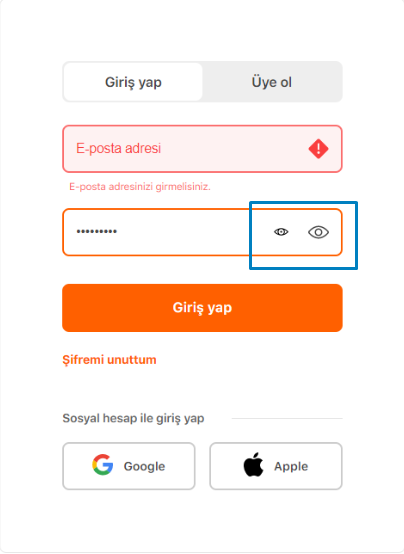 Giriş yap
Üye ol
E-posta adresi
E-posta adresinizi girmelisiniz.
•••••••••
Giriş yap
Şifremi unuttum
Sosyal hesap ile giriş yap
Google
Apple